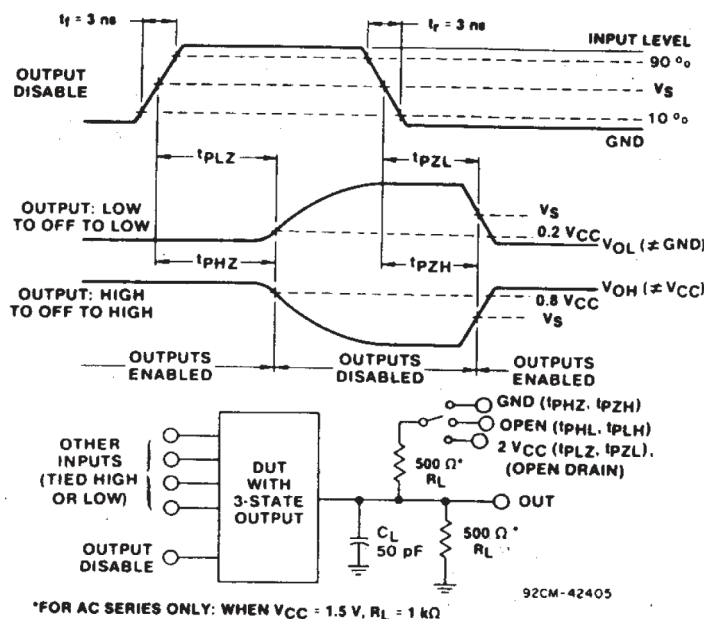 tf = 3 ns
tr = 3 ns
INPUT LEVEL
90 %
VS
10 %
GND
OUTPUT
DISABLE
tPLZ
tPZL
OUTPUT: LOW
TO OFF TO LOW
VS
0.2 VCC
VOL (≠ GND)
tPHZ
tPZH
OUTPUT: HIGH
TO OFF TO HIGH
VOH (≠ VCC)
0.8 VCC
VS
OUTPUTS
ENABLED
OUTPUTS
DISABLED
OUTPUTS
ENABLED
GND (tPHZ, tPZH)
OPEN (tPHL, tPLH)
2 VCC (tPLZ, tPZL),
(OPEN DRAIN)
OTHER
INPUTS
(TIED HIGH
OR LOW)
DUT
WITH
3-STATE
OUTPUT
500 Ω*
RL
OUT
OUTPUT
DISABLE
CL
50 pF
500 Ω*
RL
92CM-42405
*FOR AC SERIES ONLY: WHEN VCC = 1.5 V, RL = 1 kΩ